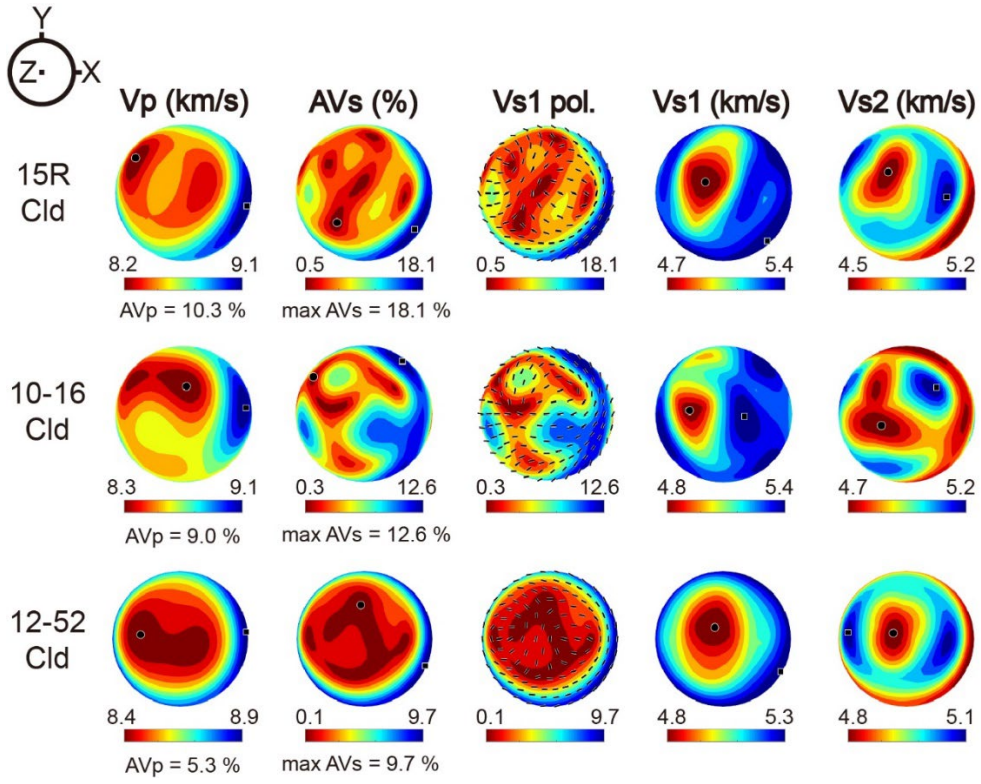 Y
Z X
Vp (km/s) AVs (%) Vs1 pol. Vs1 (km/s) Vs2 (km/s)
15R
Cld
8.2 9.1 0.5 18.1 0.5 18.1 4.7 5.4 4.5 5.2
AVp = 10.3 % max AVs = 18.1 %
10-16
Cld
8.3 9.1 0.3 12.6 0.3 12.6 4.8 5.4 4.7 5.2
AVp = 9.0 % max AVs = 12.6 %
12-52
Cld
8.4 8.9 0.1 9.7 0.1 9.7 4.8 5.3 4.8 5.1
AVp = 5.3 % max AVs = 9.7 %